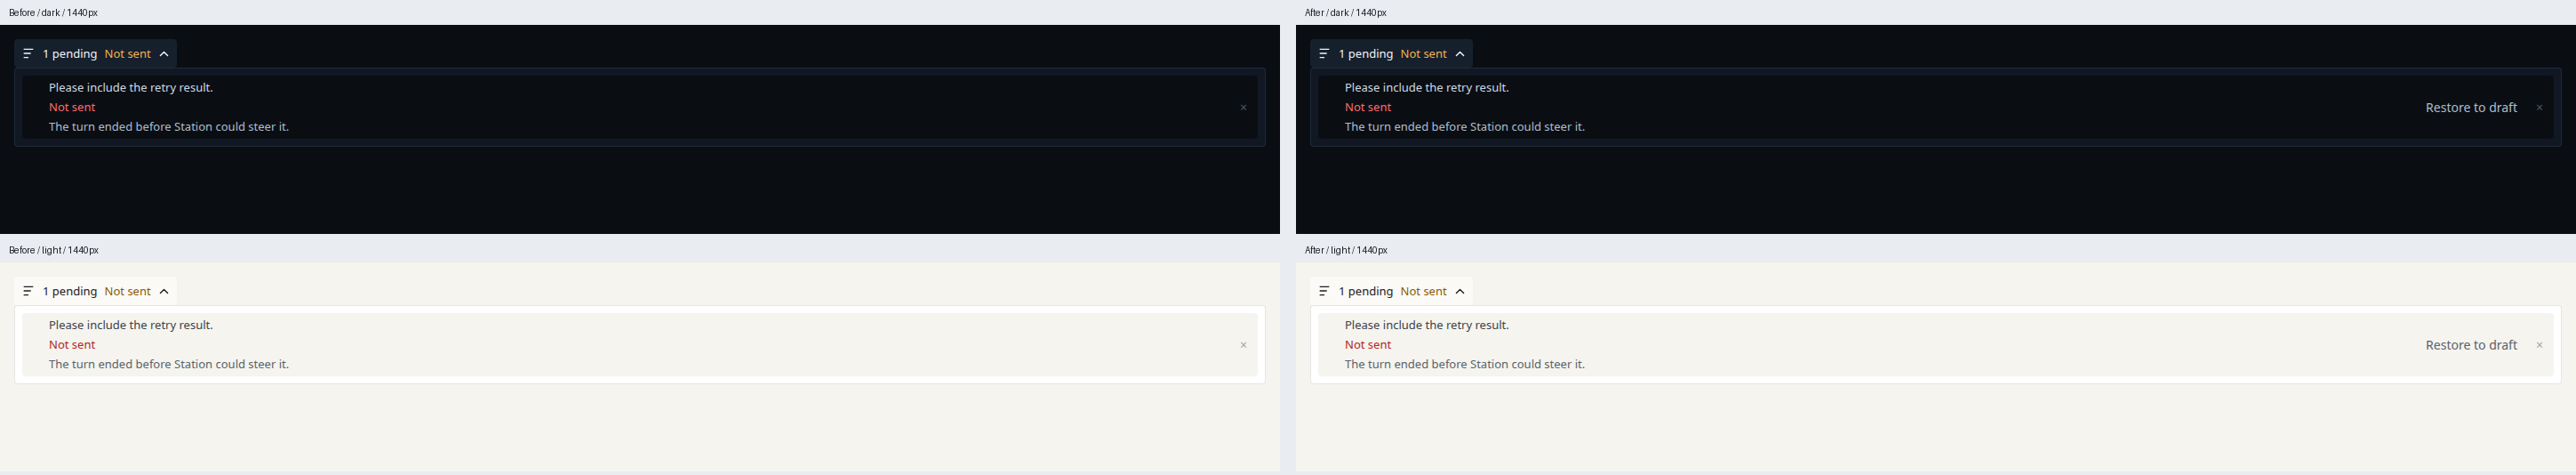 Before / dark / 1440px
1 pending Not sent
Please include the retry result.
Not sent
×
The turn ended before Station could steer it.
After / dark / 1440px
1 pending Not sent
Please include the retry result.
Not sent
Restore to draft ×
The turn ended before Station could steer it.
Before / light / 1440px
1 pending Not sent
Please include the retry result.
Not sent
×
The turn ended before Station could steer it.
After / light / 1440px
1 pending Not sent
Please include the retry result.
Not sent
Restore to draft ×
The turn ended before Station could steer it.